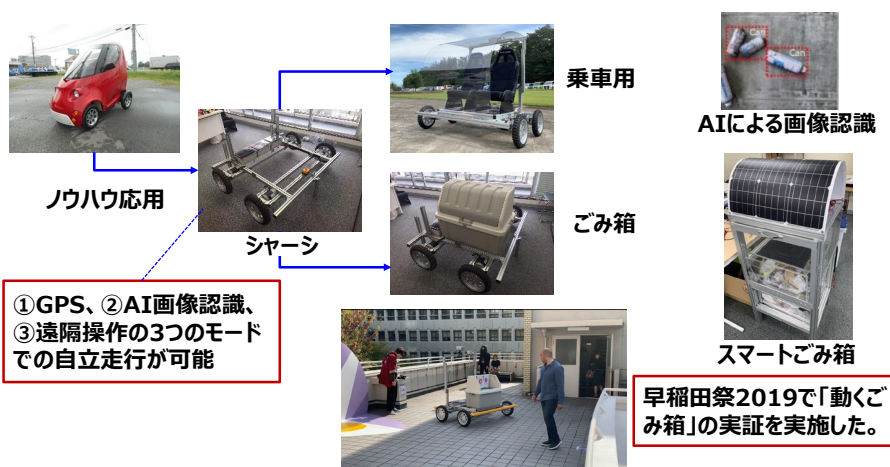 乗車用
Can
Can
AIによる画像認識
ノウハウ応用
シャーシ
ごみ箱
①GPS、②AI画像認識、
③遠隔操作の3つのモード
での自立走行が可能
スマートごみ箱
早稲田祭2019で「動くご
み箱」の実証を実施した。